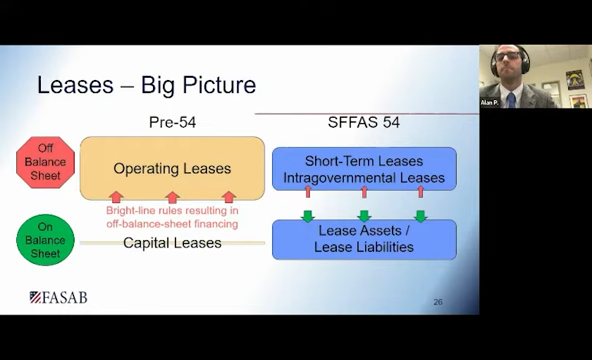 Leases – Big Picture
Alan P.
Pre-54
SFFAS 54
Off
Balance
Sheet
Operating Leases
Short-Term Leases
Intragovernmental Leases
Bright-line rules resulting in
off-balance-sheet financing
On
Balance
Sheet
Capital Leases
Lease Assets /
Lease Liabilities
FASAB
26